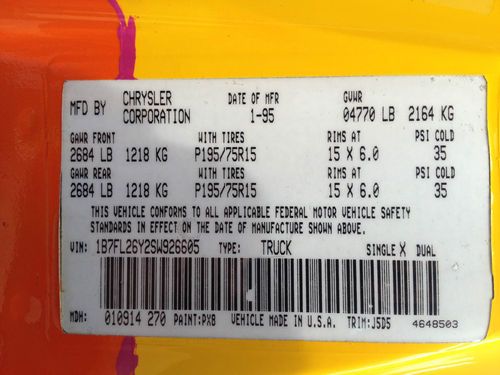 MFD BY CHRYSLER CORPORATION DATE OF MFR 1-95 GVWR 04770 LB 2164 KG
GAWR FRONT WITH TIRES RIMS AT PSI COLD
2684 LB 1218 KG P195/75R15 15 X 6.0 35
GAWR REAR WITH TIRES RIMS AT PSI COLD
2684 LB 1218 KG P195/75R15 15 X 6.0 35
THIS VEHICLE CONFORMS TO ALL APPLICABLE FEDERAL MOTOR VEHICLE SAFETY
STANDARDS IN EFFECT ON THE DATE OF MANUFACTURE SHOWN ABOVE.
VIN: 1B7FL26Y2SW926605 TYPE: TRUCK SINGLE X DUAL
MDH: 010914 270 PAINT:PX8 VEHICLE MADE IN U.S.A. TRIM:J5D5 4648503